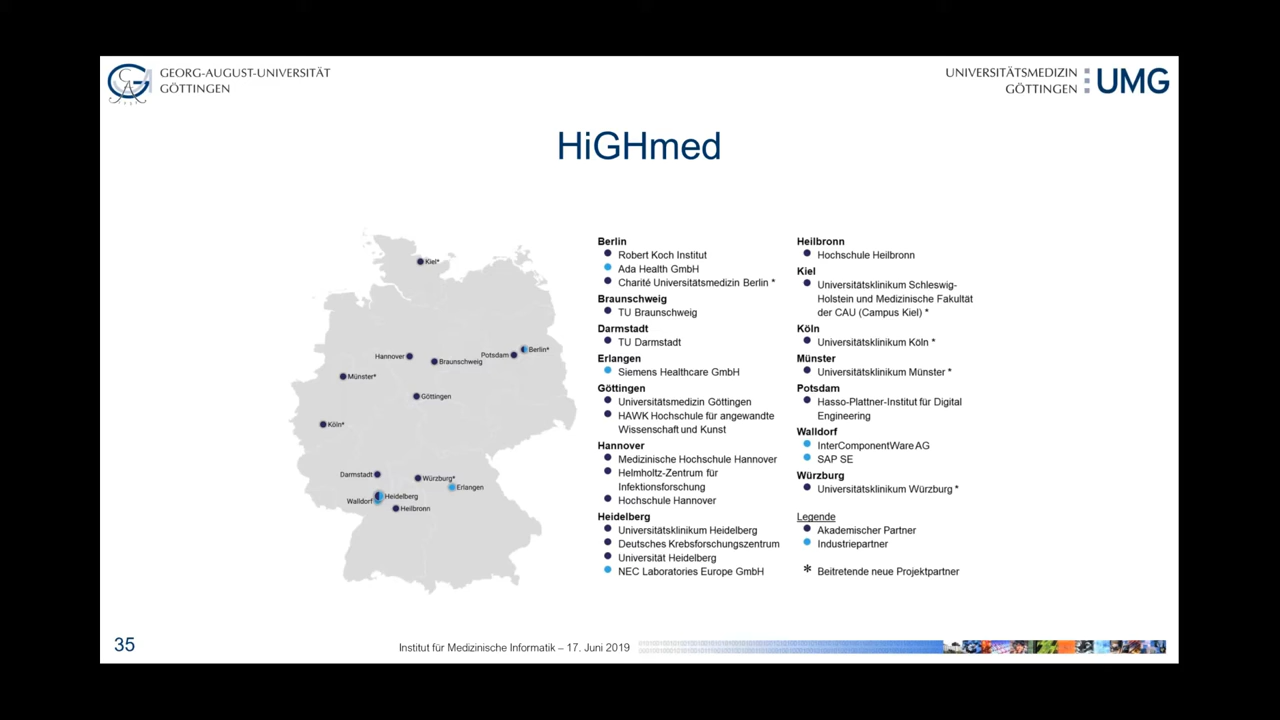 GEORG-AUGUST-UNIVERSITÄT
GÖTTINGEN
UNIVERSITÄTSMEDIZIN
GÖTTINGEN
UMG
HiGHmed
Kiel*
Hannover
Braunschweig
Potsdam
Berlin*
Münster*
Göttingen
Köln*
Darmstadt
Würzburg*
Erlangen
Heidelberg
Walldorf
Heilbronn
Berlin
Robert Koch Institut
Ada Health GmbH
Charité Universitätsmedizin Berlin *
Braunschweig
TU Braunschweig
Darmstadt
TU Darmstadt
Erlangen
Siemens Healthcare GmbH
Göttingen
Universitätsmedizin Göttingen
HAWK Hochschule für angewandte
Wissenschaft und Kunst
Hannover
Medizinische Hochschule Hannover
Helmholtz-Zentrum für
Infektionsforschung
Hochschule Hannover
Heidelberg
Universitätsklinikum Heidelberg
Deutsches Krebsforschungszentrum
Universität Heidelberg
NEC Laboratories Europe GmbH
Heilbronn
Hochschule Heilbronn
Kiel
Universitätsklinikum Schleswig-
Holstein und Medizinische Fakultät
der CAU (Campus Kiel) *
Köln
Universitätsklinikum Köln *
Münster
Universitätsklinikum Münster *
Potsdam
Hasso-Plattner-Institut für Digital
Engineering
Walldorf
InterComponentWare AG
SAP SE
Würzburg
Universitätsklinikum Würzburg *
Legende
Akademischer Partner
Industriepartner
* Beitretende neue Projektpartner
35
Institut für Medizinische Informatik – 17. Juni 2019